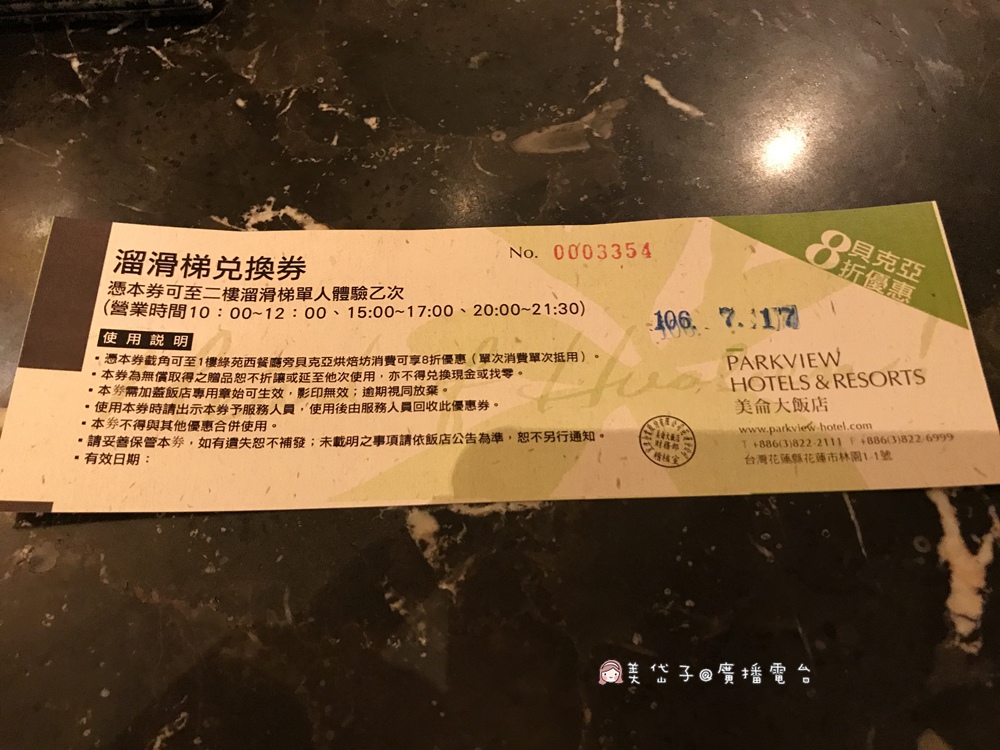 溜滑梯兌換券
No. 0003354
憑本券可至二樓溜滑梯單人體驗乙次
(營業時間10：00~12：00、15:00~17:00、20:00~21:30)
使用說明
・憑本券截角可至1樓綠苑西餐廳旁貝克亞烘焙坊消費可享8折優惠（單次消費單次抵用）。
・本券為無償取得之贈品恕不折讓或延至他次使用，亦不得兌換現金或找零。
・本券需加蓋飯店專用章始可生效，影印無效；逾期視同放棄。
・使用本券時請出示本券予服務人員，使用後由服務人員回收此優惠券。
・本券不得與其他優惠合併使用。
・請妥善保管本券，如有遺失恕不補發；未載明之事項請依飯店公告為準，恕不另行通知。
・有效日期：
8折優惠
貝克亞
106. 7. 17
PARKVIEW
HOTELS & RESORTS
美侖大飯店
www.parkview-hotel.com
T +886(3)822-2111 F +886(3)822-6999
台灣花蓮縣花蓮市林園1-1號
美岱子@廣播電台